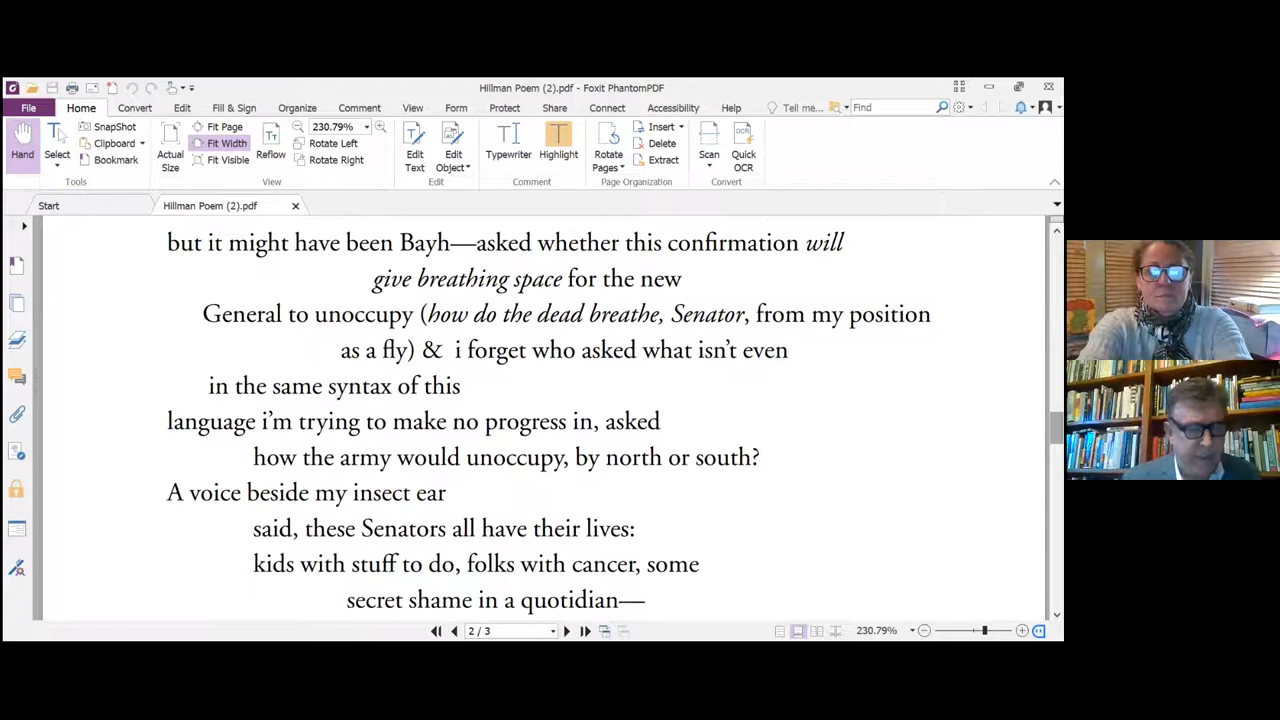 Hillman Poem (2).pdf - Foxit PhantomPDF
File Home Convert Edit Fill & Sign Organize Comment View Form Protect Share Connect Accessibility Help Tell me... Find
Hand
Select
SnapShot
Clipboard
Bookmark
Tools
Actual Size
Fit Page
Fit Width
Fit Visible
Reflow
230.79%
Rotate Left
Rotate Right
View
Edit Text
Edit Object
Edit
Typewriter
Highlight
Comment
Rotate Pages
Insert
Delete
Extract
Page Organization
Scan
Quick OCR
Convert
Start
Hillman Poem (2).pdf
but it might have been Bayh—asked whether this confirmation will
give breathing space for the new
General to unoccupy (how do the dead breathe, Senator, from my position
as a fly) & i forget who asked what isn't even
in the same syntax of this
language i'm trying to make no progress in, asked
how the army would unoccupy, by north or south?
A voice beside my insect ear
said, these Senators all have their lives:
kids with stuff to do, folks with cancer, some
secret shame in a quotidian—
2 / 3
230.79%